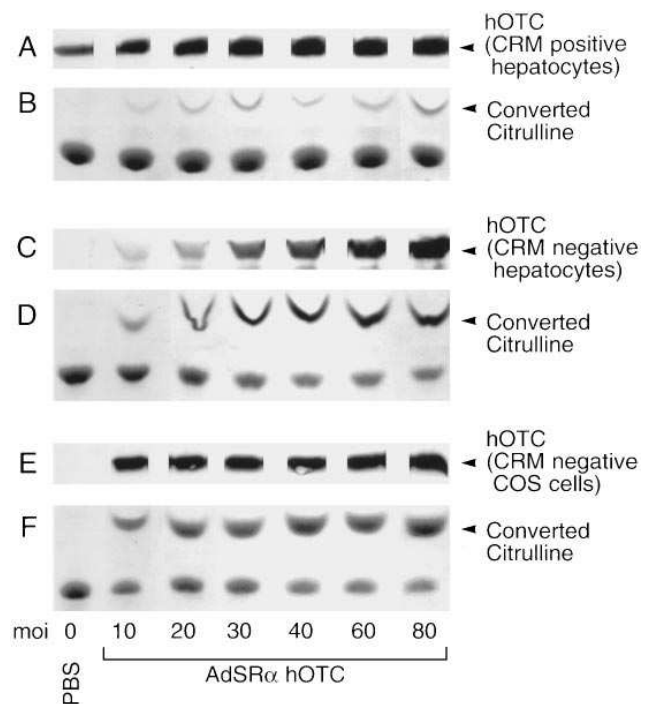 A
hOTC
(CRM positive
hepatocytes)
B
Converted
Citrulline
C
hOTC
(CRM negative
hepatocytes)
D
Converted
Citrulline
E
hOTC
(CRM negative
COS cells)
F
Converted
Citrulline
moi 0 10 20 30 40 60 80
PBS
AdSRα hOTC